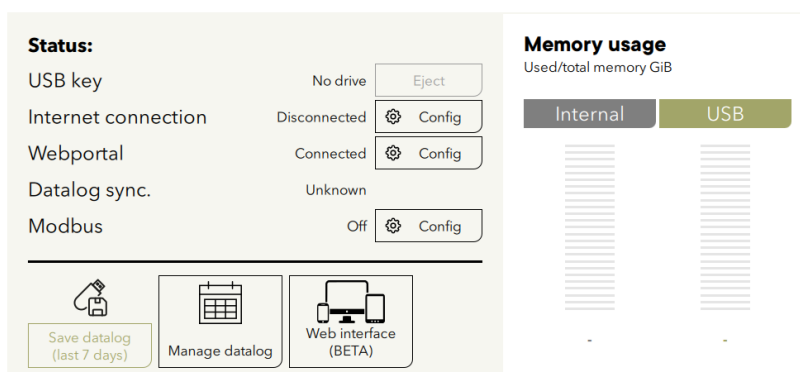 Status:
USB key No drive Eject
Internet connection Disconnected Config
Webportal Connected Config
Datalog sync. Unknown
Modbus Off Config
Save datalog
(last 7 days)
Manage datalog
Web interface
(BETA)
Memory usage
Used/total memory GiB
Internal USB
- -